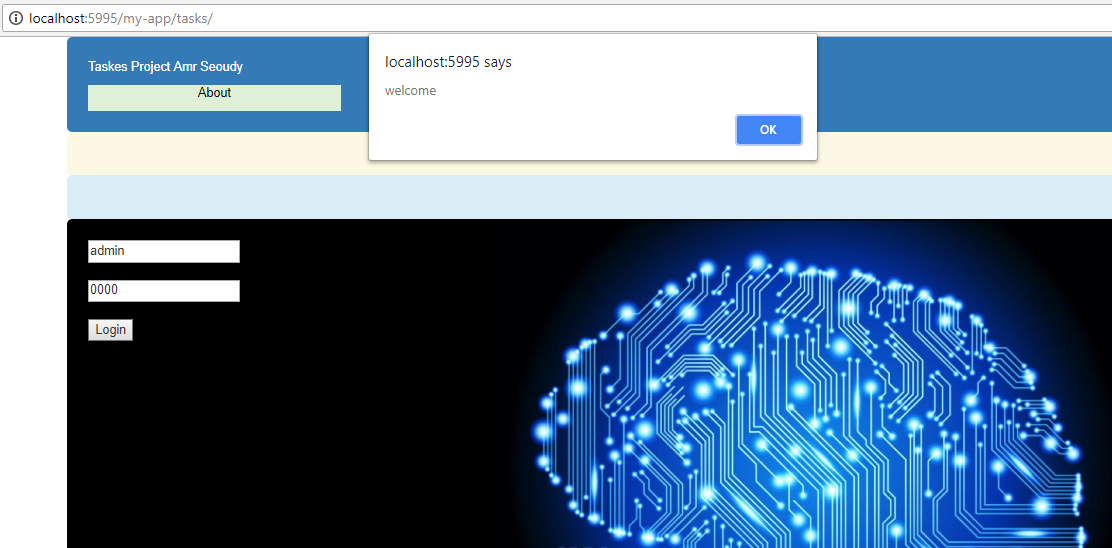 localhost:5995/my-app/tasks/
localhost:5995 says
welcome
OK
Taskes Project Amr Seoudy
About
admin
0000
Login